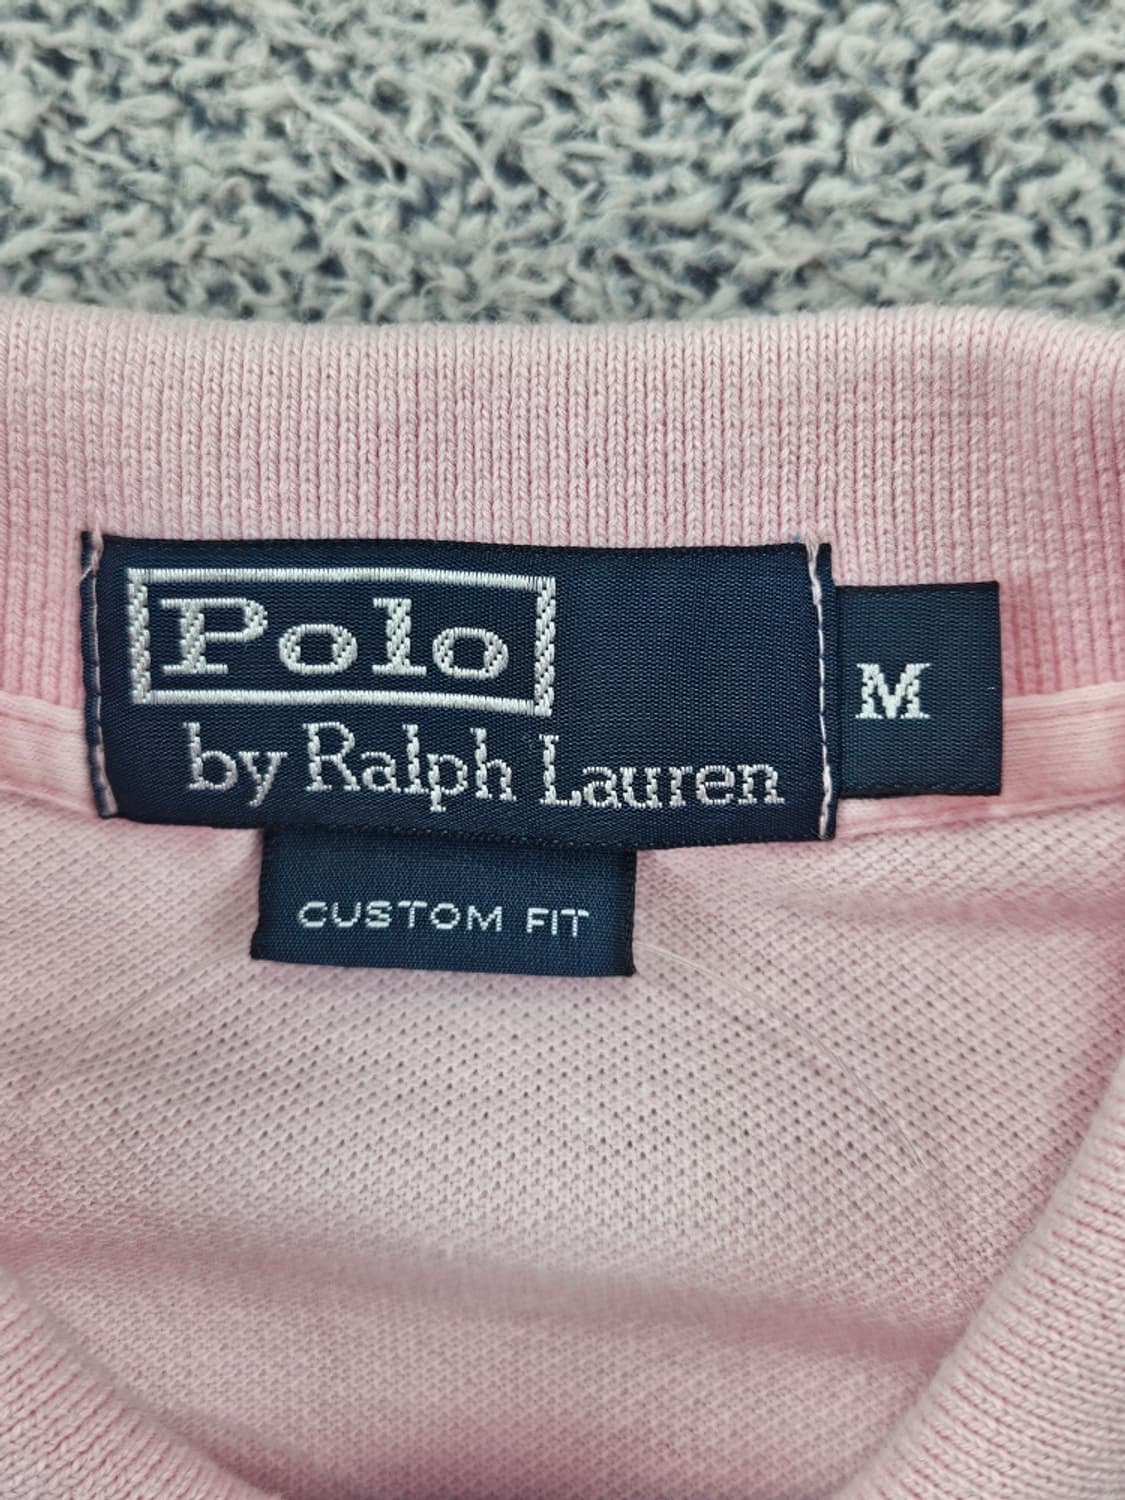 Polo
by Ralph Lauren
M
CUSTOM FIT